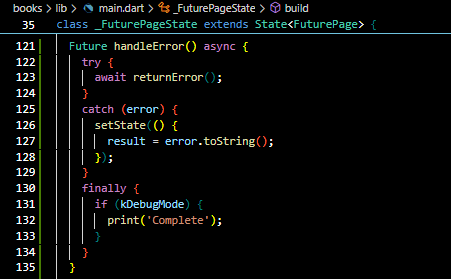 books > lib > main.dart > _FuturePageState > build
35 class _FuturePageState extends State<FuturePage> {
121 Future handleError() async {
122 try {
123 await returnError();
124 }
125 catch (error) {
126 setState(() {
127 result = error.toString();
128 });
129 }
130 finally {
131 if (kDebugMode) {
132 print('Complete');
133 }
134 }
135 }